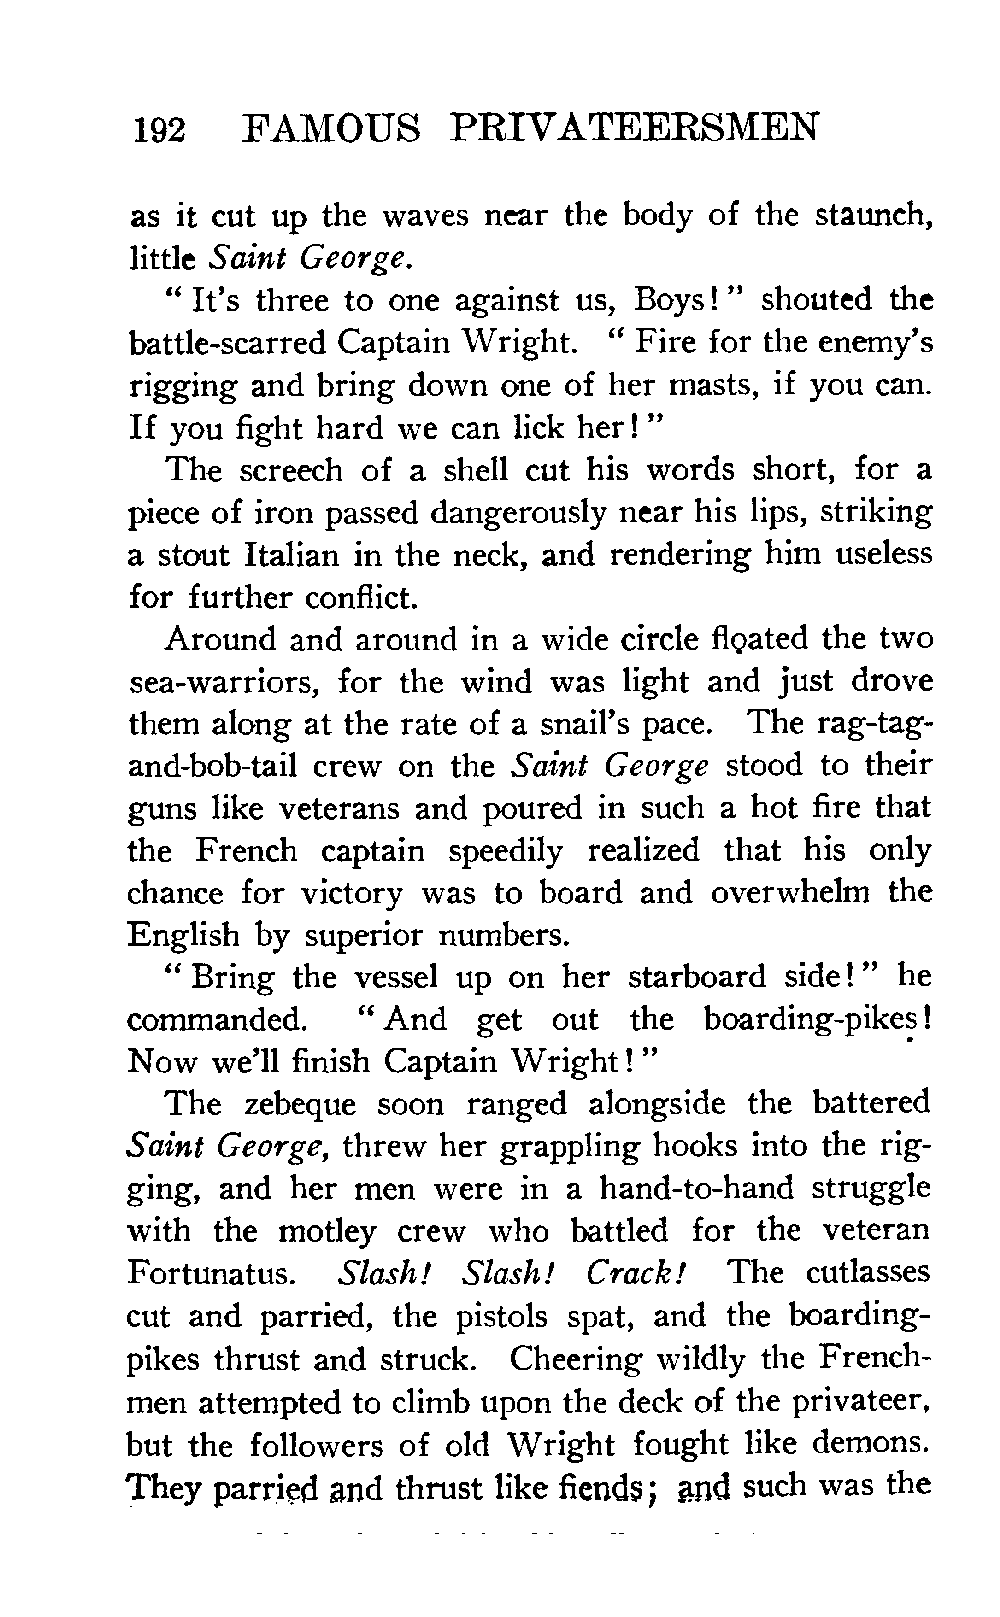 192 FAMOUS PRIVATEERSMEN
as it cut up the waves near the body of the staunch,
little Saint George.
“ It's three to one against us, Boys! ” shouted the
battle-scarred Captain Wright. “ Fire for the enemy's
rigging and bring down one of her masts, if you can.
If you fight hard we can lick her! ”
The screech of a shell cut his words short, for a
piece of iron passed dangerously near his lips, striking
a stout Italian in the neck, and rendering him useless
for further conflict.
Around and around in a wide circle floated the two
sea-warriors, for the wind was light and just drove
them along at the rate of a snail's pace. The rag-tag-
and-bob-tail crew on the Saint George stood to their
guns like veterans and poured in such a hot fire that
the French captain speedily realized that his only
chance for victory was to board and overwhelm the
English by superior numbers.
“ Bring the vessel up on her starboard side! ” he
commanded. “ And get out the boarding-pikes!
Now we'll finish Captain Wright! ”
The zebeque soon ranged alongside the battered
Saint George, threw her grappling hooks into the rig-
ging, and her men were in a hand-to-hand struggle
with the motley crew who battled for the veteran
Fortunatus. Slash! Slash! Crack! The cutlasses
cut and parried, the pistols spat, and the boarding-
pikes thrust and struck. Cheering wildly the French-
men attempted to climb upon the deck of the privateer,
but the followers of old Wright fought like demons.
They parried and thrust like fiends; and such was the